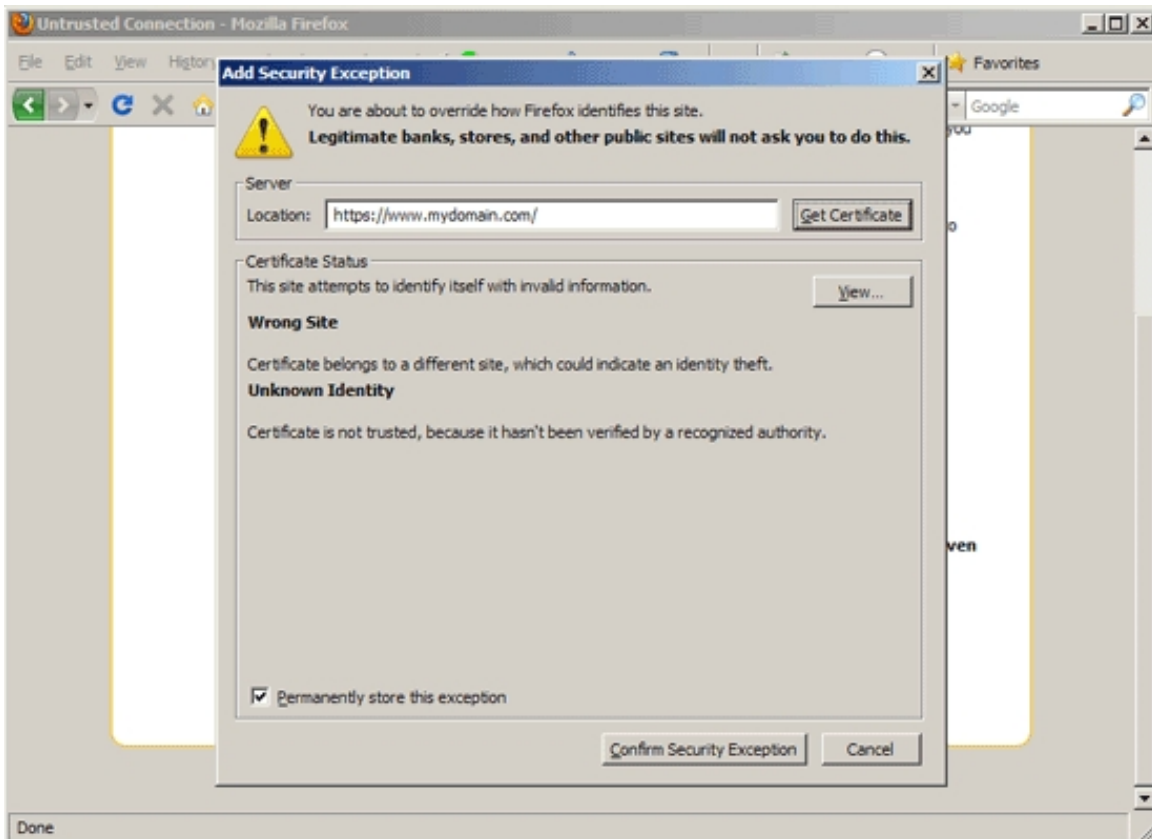 Untrusted Connection - Mozilla Firefox
File Edit View History
Favorites
Google
Add Security Exception
You are about to override how Firefox identifies this site.
Legitimate banks, stores, and other public sites will not ask you to do this.
Server
Location: https://www.mydomain.com/ Get Certificate
Certificate Status
This site attempts to identify itself with invalid information.
View...
Wrong Site
Certificate belongs to a different site, which could indicate an identity theft.
Unknown Identity
Certificate is not trusted, because it hasn't been verified by a recognized authority.
Permanently store this exception
Confirm Security Exception Cancel
you
o
ven
Done